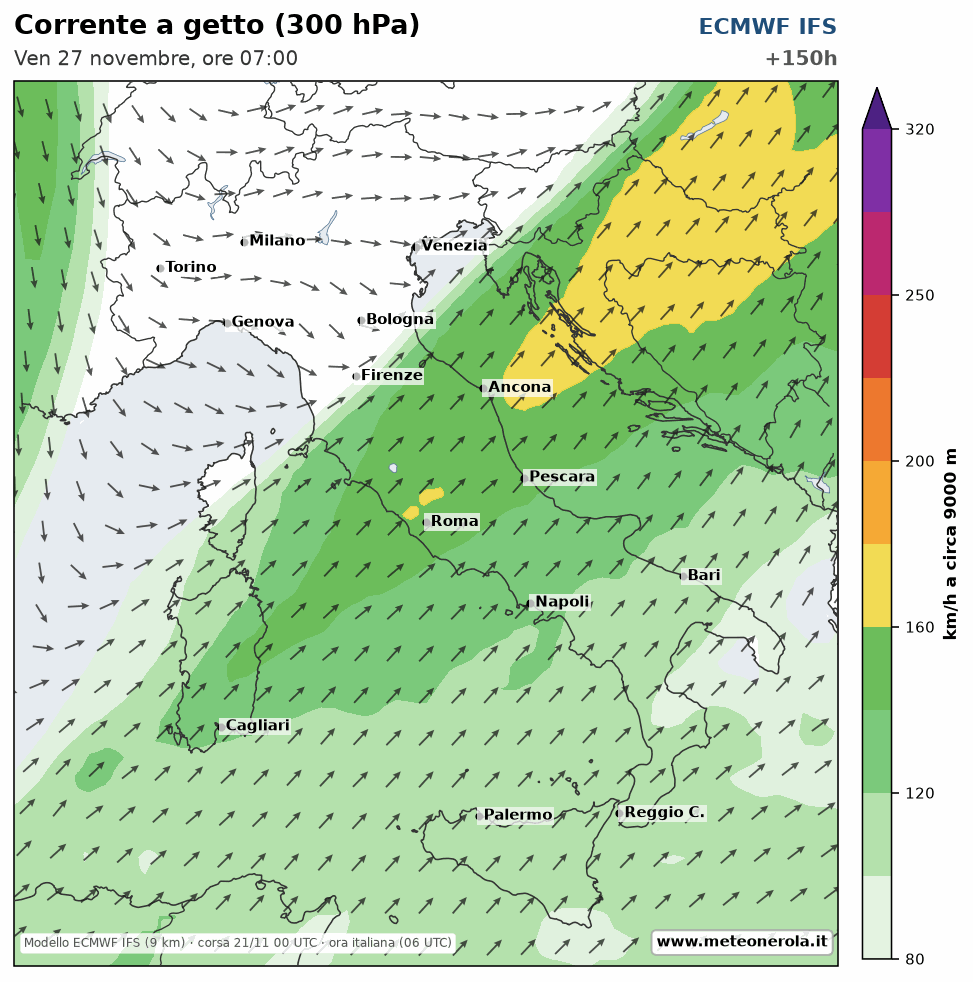 Corrente a getto (300 hPa)
ECMWF IFS
Ven 27 novembre, ore 07:00
+150h
Milano
Venezia
Torino
Genova
Bologna
Firenze
Ancona
Pescara
Roma
Bari
Napoli
Cagliari
Palermo
Reggio C.
320
250
200
160
120
80
km/h a circa 9000 m
Modello ECMWF IFS (9 km) · corsa 21/11 00 UTC · ora italiana (06 UTC)
www.meteonerola.it